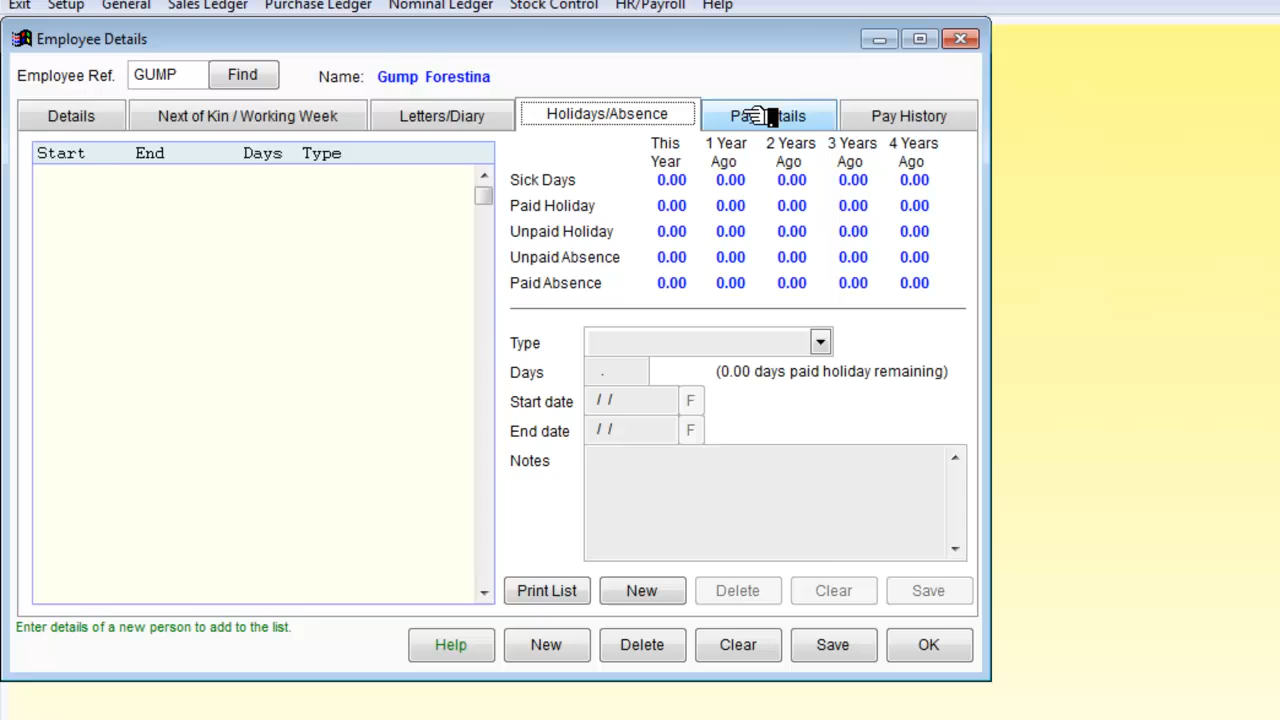 Exit Setup General Sales Ledger Purchase Ledger Nominal Ledger Stock Control HR/Payroll Help
Employee Details
Employee Ref. GUMP Find Name: Gump Forestina
Details Next of Kin / Working Week Letters/Diary Holidays/Absence Pay History
Start End Days Type
This Year 1 Year Ago 2 Years Ago 3 Years Ago 4 Years Ago
Sick Days 0.00 0.00 0.00 0.00 0.00
Paid Holiday 0.00 0.00 0.00 0.00 0.00
Unpaid Holiday 0.00 0.00 0.00 0.00 0.00
Unpaid Absence 0.00 0.00 0.00 0.00 0.00
Paid Absence 0.00 0.00 0.00 0.00 0.00
Type
Days . (0.00 days paid holiday remaining)
Start date / / F
End date / / F
Notes
Print List New Delete Clear Save
Enter details of a new person to add to the list.
Help New Delete Clear Save OK